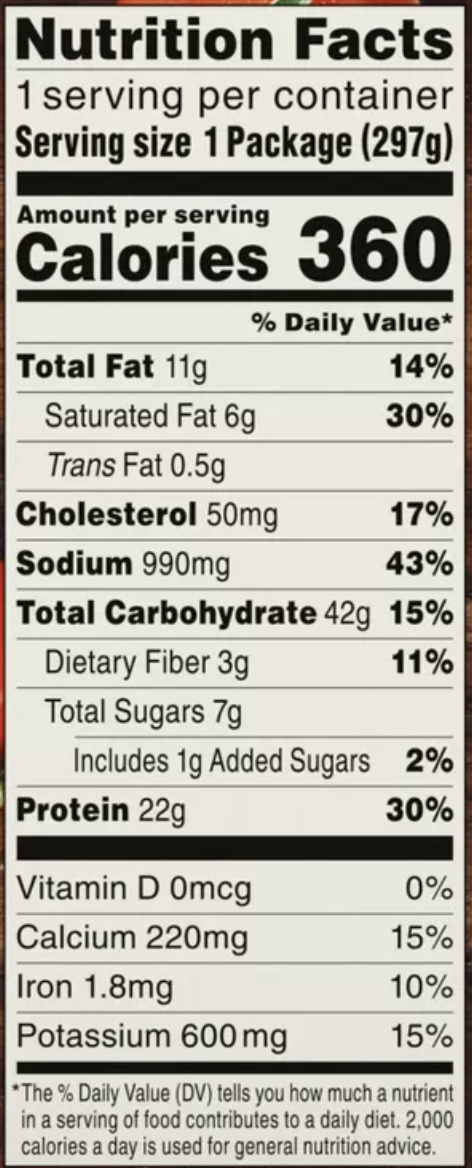 Nutrition Facts
1 serving per container
Serving size 1 Package (297g)
Amount per serving
Calories 360
% Daily Value*
Total Fat 11g 14%
Saturated Fat 6g 30%
Trans Fat 0.5g
Cholesterol 50mg 17%
Sodium 990mg 43%
Total Carbohydrate 42g 15%
Dietary Fiber 3g 11%
Total Sugars 7g
Includes 1g Added Sugars 2%
Protein 22g 30%
Vitamin D 0mcg 0%
Calcium 220mg 15%
Iron 1.8mg 10%
Potassium 600mg 15%
*The % Daily Value (DV) tells you how much a nutrient
in a serving of food contributes to a daily diet. 2,000
calories a day is used for general nutrition advice.